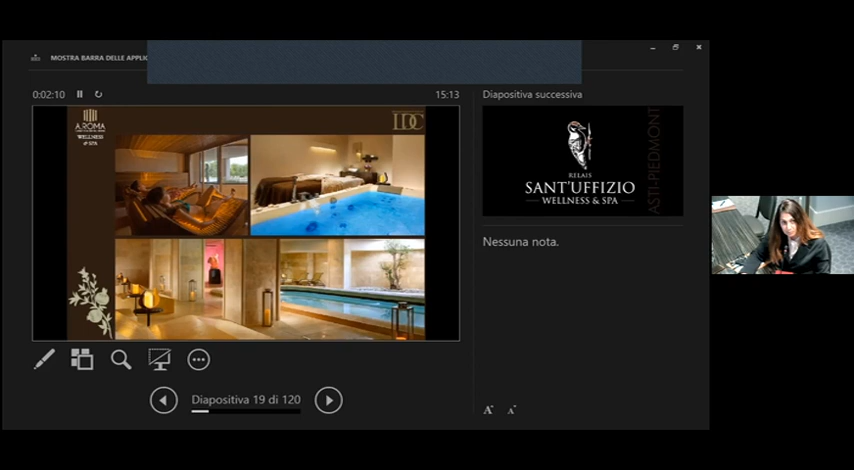 MOSTRA BARRA DELLE APPLIC
0:02:10
15:13
Diapositiva successiva
A.ROMA
WELLNESS
& SPA
LDC
RELAIS
SANT'UFFIZIO
WELLNESS & SPA
ASTI-PIEDMONT
Nessuna nota.
Diapositiva 19 di 120
A
A